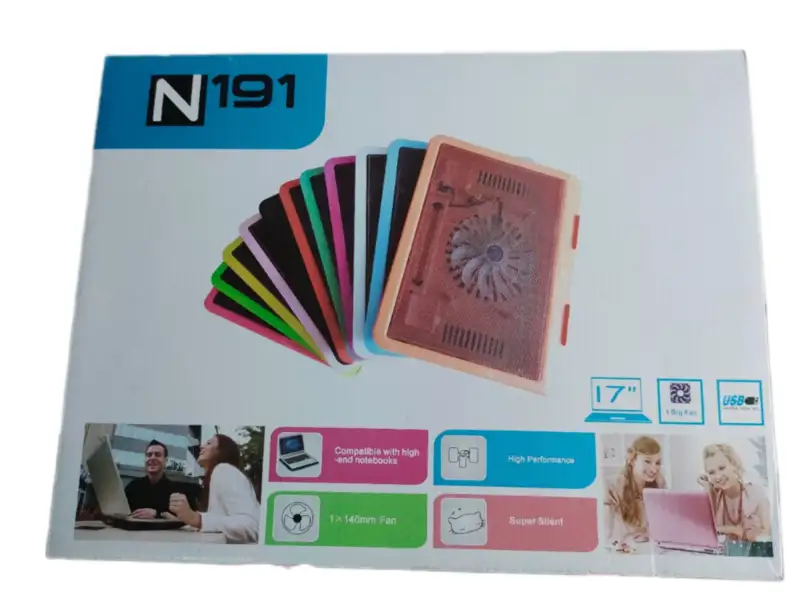 N191
17"
1 Big Fan
USB
Compatible with high
-end notebooks
High Performance
1×140mm Fan
Super Silent